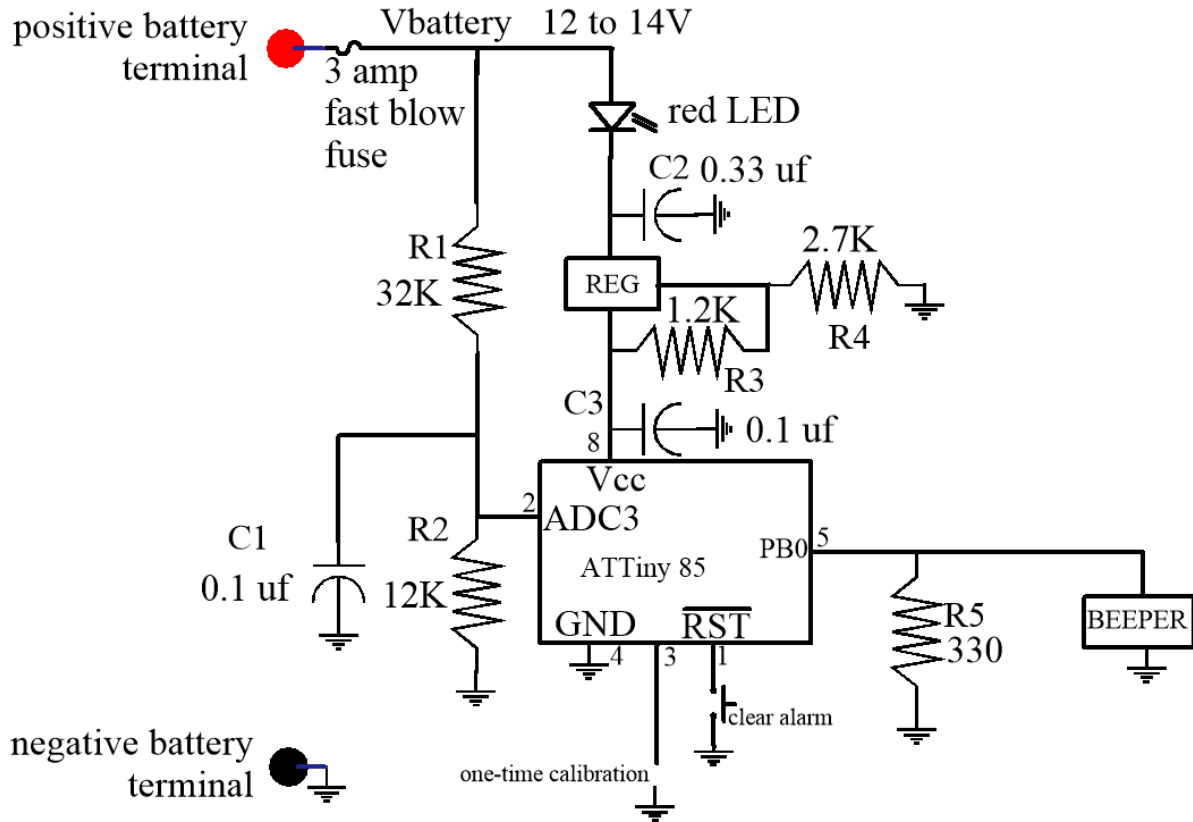 positive battery
terminal
Vbattery 12 to 14V
3 amp
fast blow
fuse
red LED
C2 0.33 uf
R1
32K
REG
2.7K
R4
1.2K
R3
C3
0.1 uf
8
Vcc
2
ADC3
R2
12K
C1
0.1 uf
ATTiny 85
PB0
5
GND
RST
4
3
1
R5
330
BEEPER
clear alarm
one-time calibration
negative battery
terminal